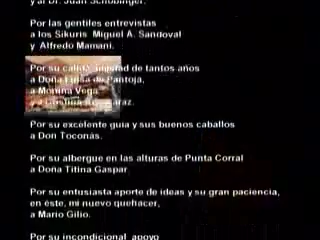 y al Dr. Juan Schobinger.
Por las gentiles entrevistas
a los Sikuris Miguel A. Sandoval
y Alfredo Mamani.
Por su calida amistad de tantos años
a Doña Luisa de Pantoja,
a Monina Vega
y a Cristina
Por su excelente guía y sus buenos caballos
a Don Toconás.
Por su albergue en las alturas de Punta Corral
a Doña Titina Gaspar.
Por su entusiasta aporte de ideas y su gran paciencia,
en éste, mi nuevo quehacer,
a Mario Gilio.
Por su incondicional apoyo